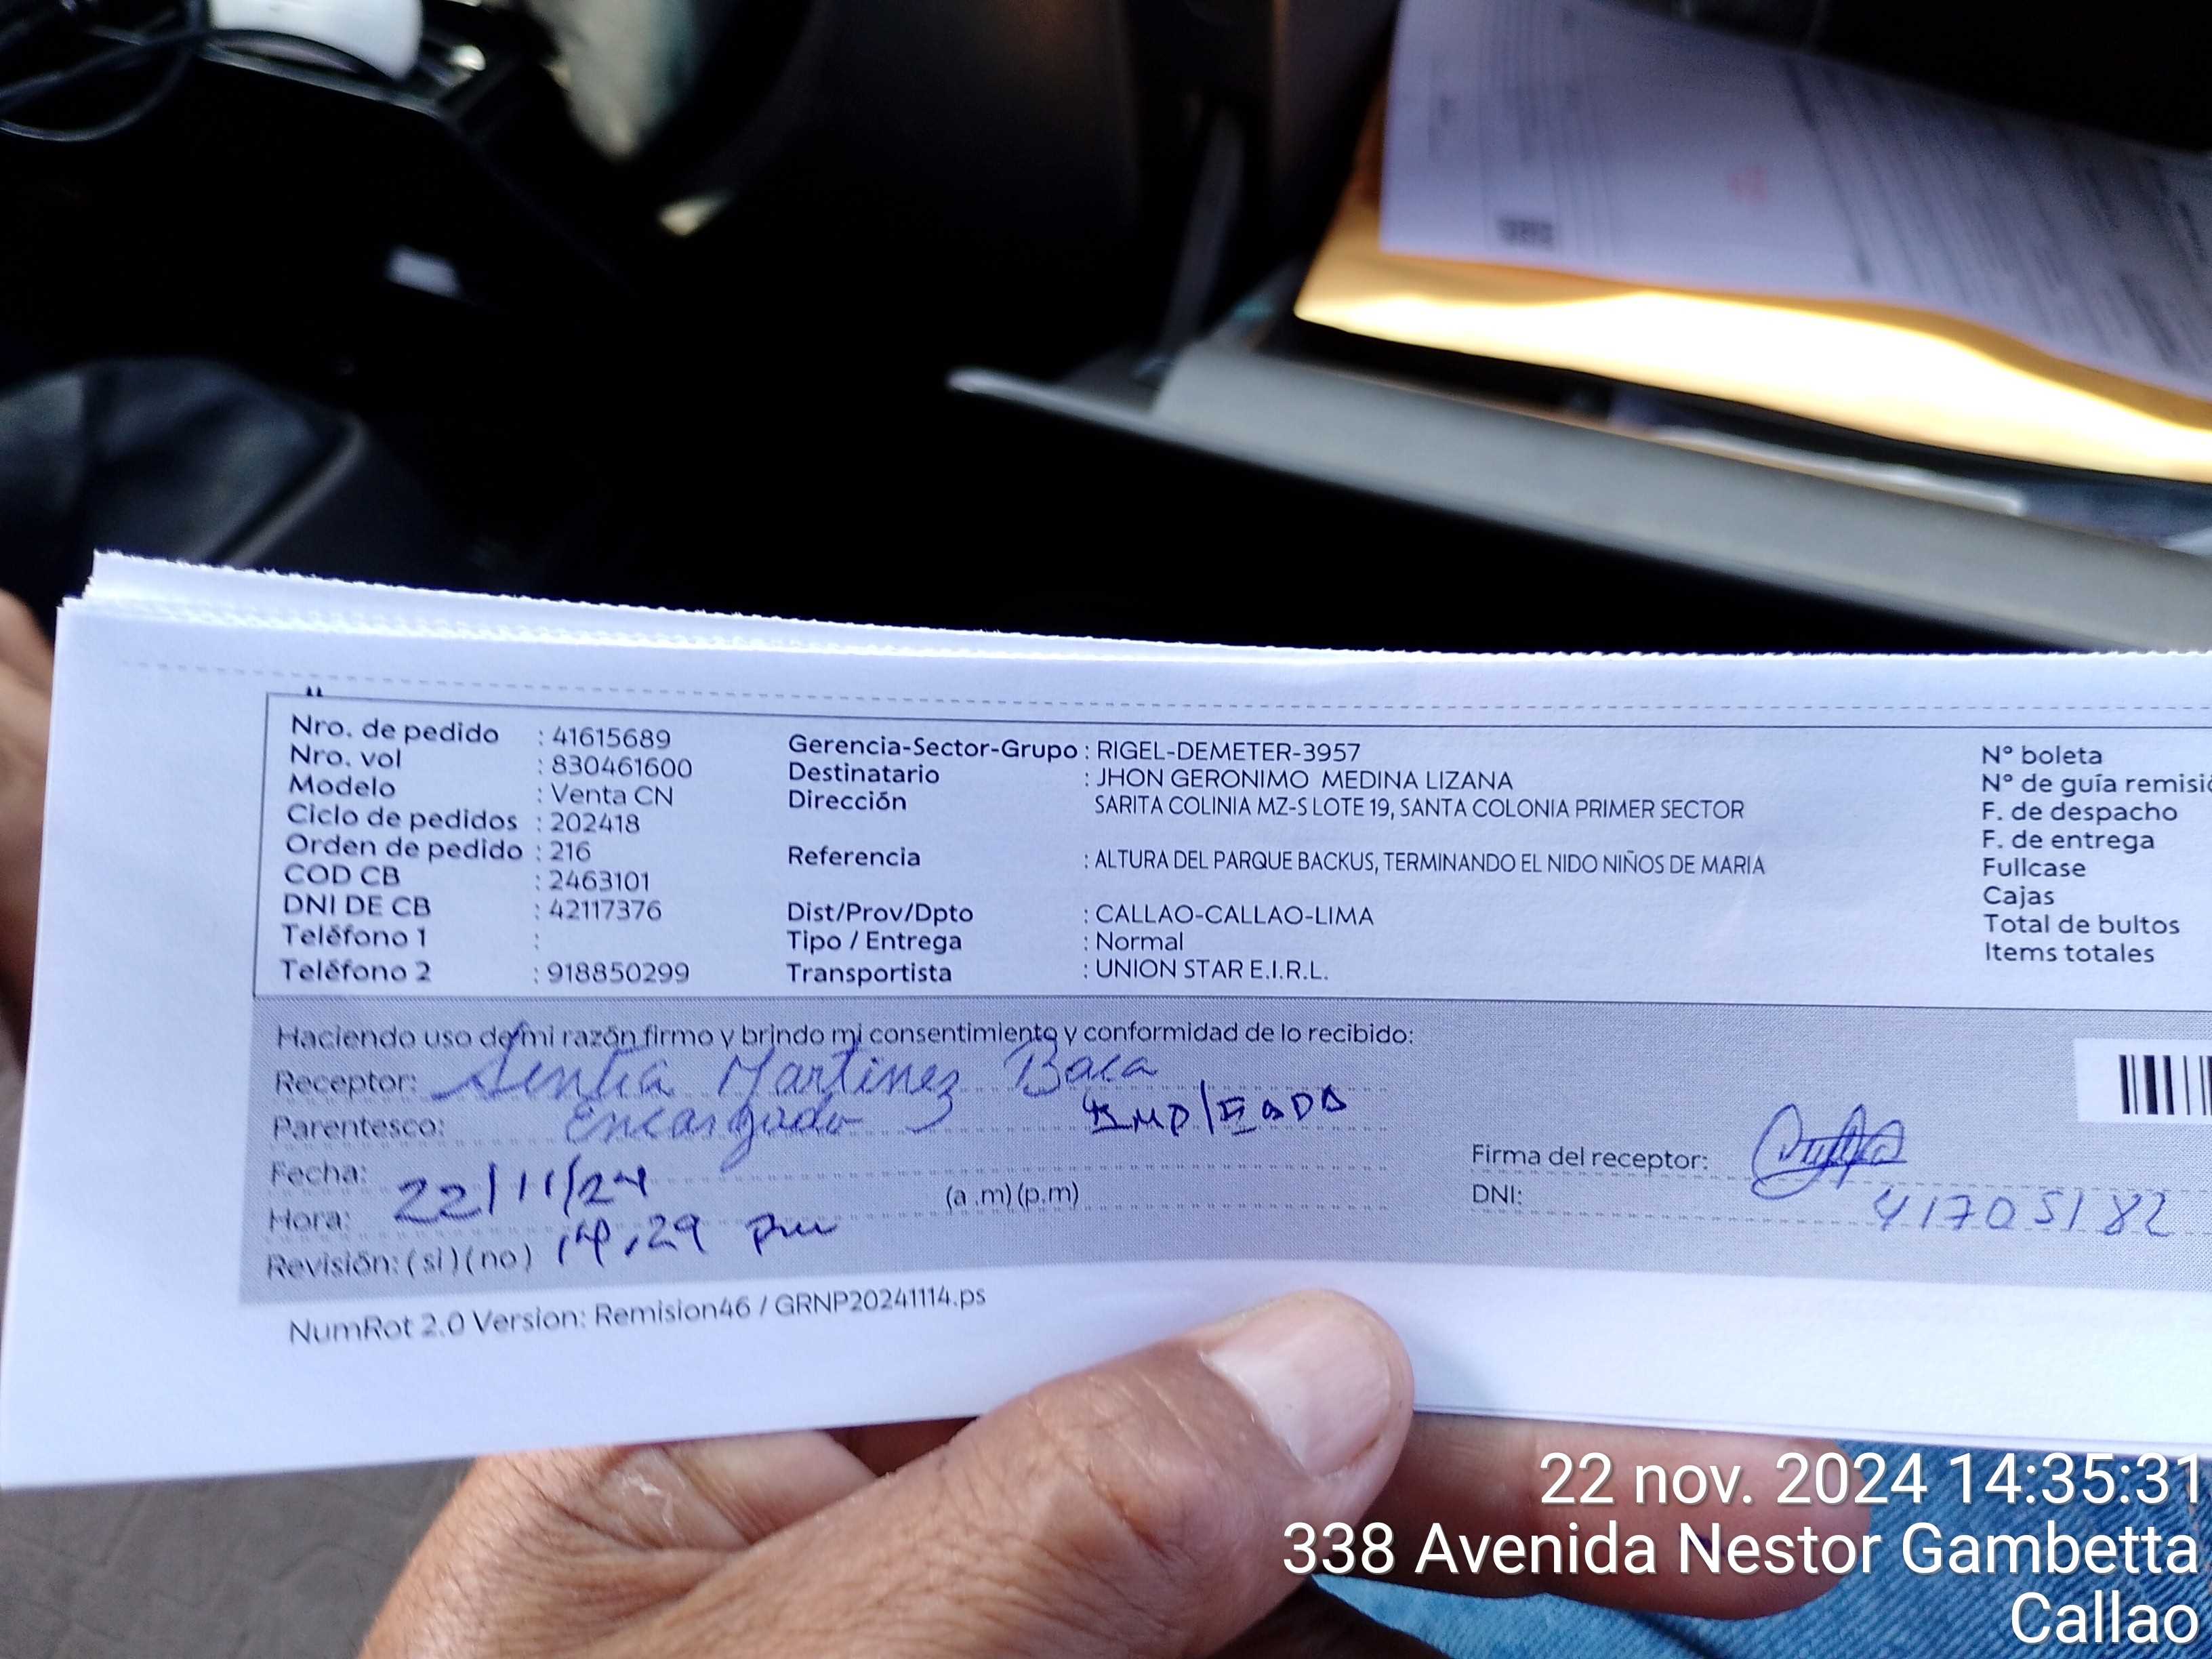 Nro. de pedido : 41615689
Nro. vol : 830461600
Modelo : Venta CN
Ciclo de pedidos : 202418
Orden de pedido : 216
COD CB : 2463101
DNI DE CB : 42117376
Teléfono 1 :
Teléfono 2 : 918850299
Gerencia-Sector-Grupo : RIGEL-DEMETER-3957
Destinatario : JHON GERONIMO MEDINA LIZANA
Dirección SARITA COLINIA MZ-S LOTE 19, SANTA COLONIA PRIMER SECTOR
Referencia : ALTURA DEL PARQUE BACKUS, TERMINANDO EL NIDO NIÑOS DE MARIA
Dist/Prov/Dpto : CALLAO-CALLAO-LIMA
Tipo / Entrega : Normal
Transportista : UNION STAR E.I.R.L.
N° boleta
N° de guía remisió
F. de despacho
F. de entrega
Fullcase
Cajas
Total de bultos
Items totales
Haciendo uso de mi razón firmo y brindo mi consentimiento y conformidad de lo recibido:
Receptor: Martinez Baca
Parentesco: Encargado
Fecha: 22/11/24
Hora: 14,29 pm (a .m) (p.m)
Revisión: ( si ) ( no )
Firma del receptor:
DNI: 41705182
NumRot 2.0 Version: Remision46 / GRNP20241114.ps
22 nov. 2024 14:35:31
338 Avenida Nestor Gambetta
Callao